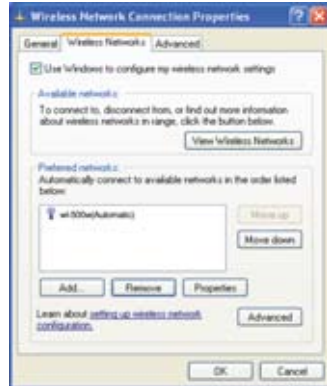 Wireless Network Connection Properties
General Wireless Networks Advanced
Use Windows to configure my wireless network settings
Available networks:
To connect to, disconnect from, or find out more information
about wireless networks in range, click the button below.
View Wireless Networks
Preferred networks:
Automatically connect to available networks in the order listed
below:
(Automatic)
Move up
Move down
Add... Remove Properties
Learn about setting up wireless network
configuration.
Advanced
OK Cancel